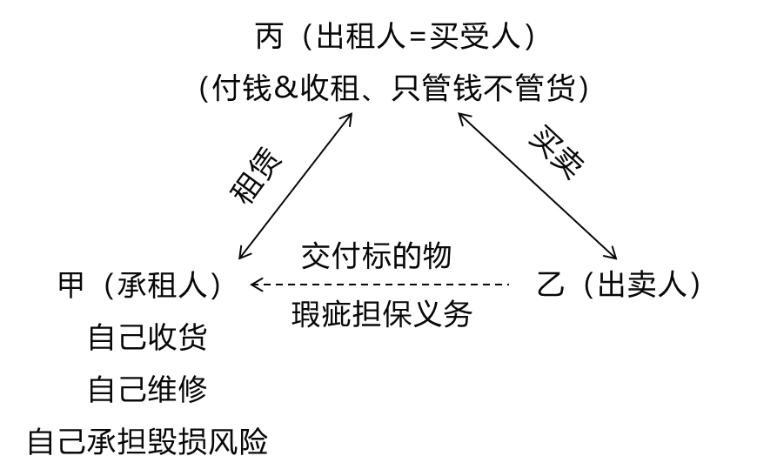 丙（出租人=买受人）
（付钱&收租、只管钱不管货）
租赁
买卖
交付标的物
甲（承租人）
乙（出卖人）
瑕疵担保义务
自己收货
自己维修
自己承担毁损风险